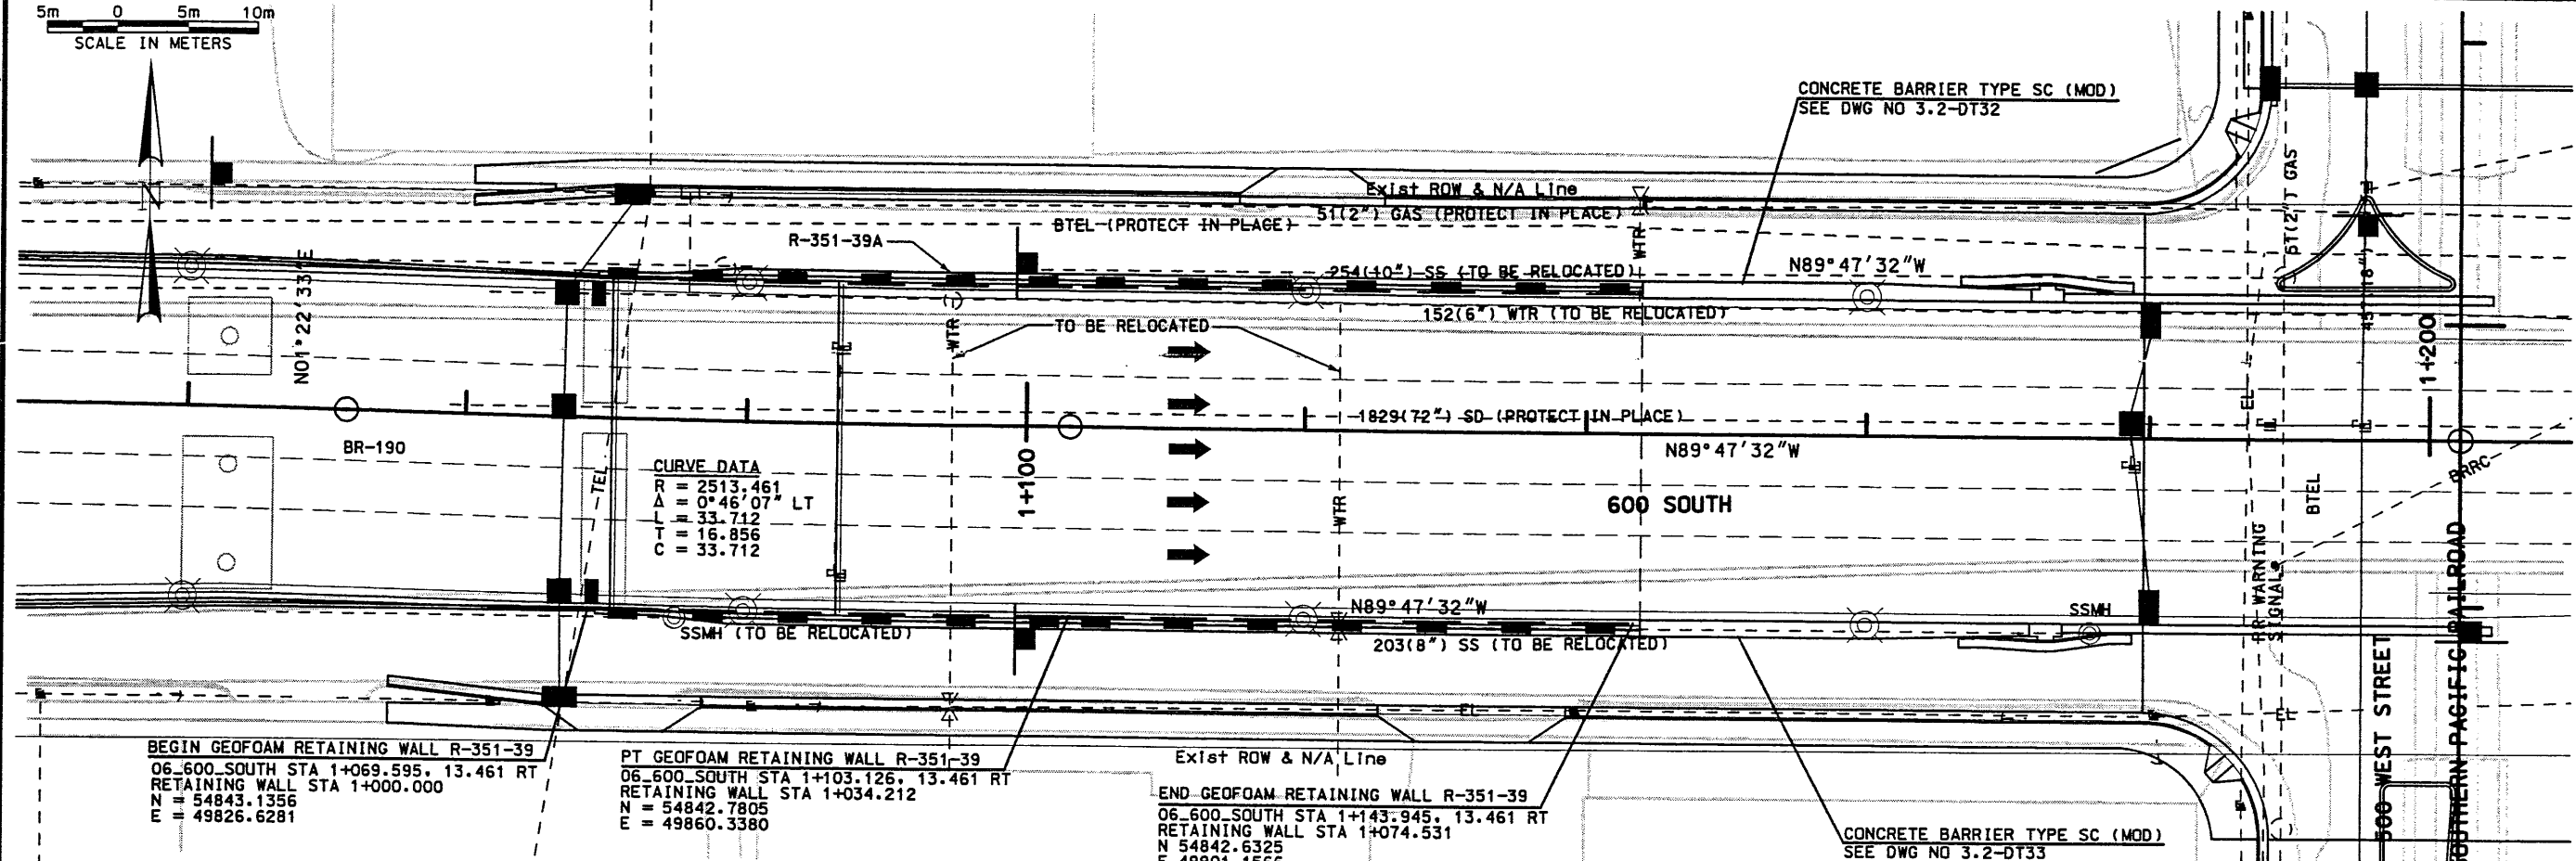 5m 0 5m 10m
SCALE IN METERS
N
CONCRETE BARRIER TYPE SC (MOD)
SEE DWG NO 3.2-DT32
Exist ROW & N/A Line
51(2") GAS (PROTECT IN PLACE)
BTEL (PROTECT IN PLACE)
R-351-39A
WTR
254(10") SS (TO BE RELOCATED)
N89°47'32"W
152(6") WTR (TO BE RELOCATED)
TO BE RELOCATED
WTR
N01°22'33"E
GAS
1+200
EL
1829(72") SD (PROTECT IN PLACE)
N89°47'32"W
BR-190
TEL
CURVE DATA
R = 2513.461
Δ = 0°46'07" LT
L = 33.712
T = 16.856
C = 33.712
1+100
WTR
600 SOUTH
BTEL
RR WARNING
SIGNAL
N89°47'32"W
SSMH
SSMH (TO BE RELOCATED)
203(8") SS (TO BE RELOCATED)
EL
EL
500 WEST STREET
SOUTHERN PACIFIC RAILROAD
BEGIN GEOFOAM RETAINING WALL R-351-39
06_600_SOUTH STA 1+069.595, 13.461 RT
RETAINING WALL STA 1+000.000
N = 54843.1356
E = 49826.6281
PT GEOFOAM RETAINING WALL R-351-39
06_600_SOUTH STA 1+103.126, 13.461 RT
RETAINING WALL STA 1+034.212
N = 54842.7805
E = 49860.3380
Exist ROW & N/A Line
END GEOFOAM RETAINING WALL R-351-39
06_600_SOUTH STA 1+143.945, 13.461 RT
RETAINING WALL STA 1+074.531
N 54842.6325
CONCRETE BARRIER TYPE SC (MOD)
SEE DWG NO 3.2-DT33